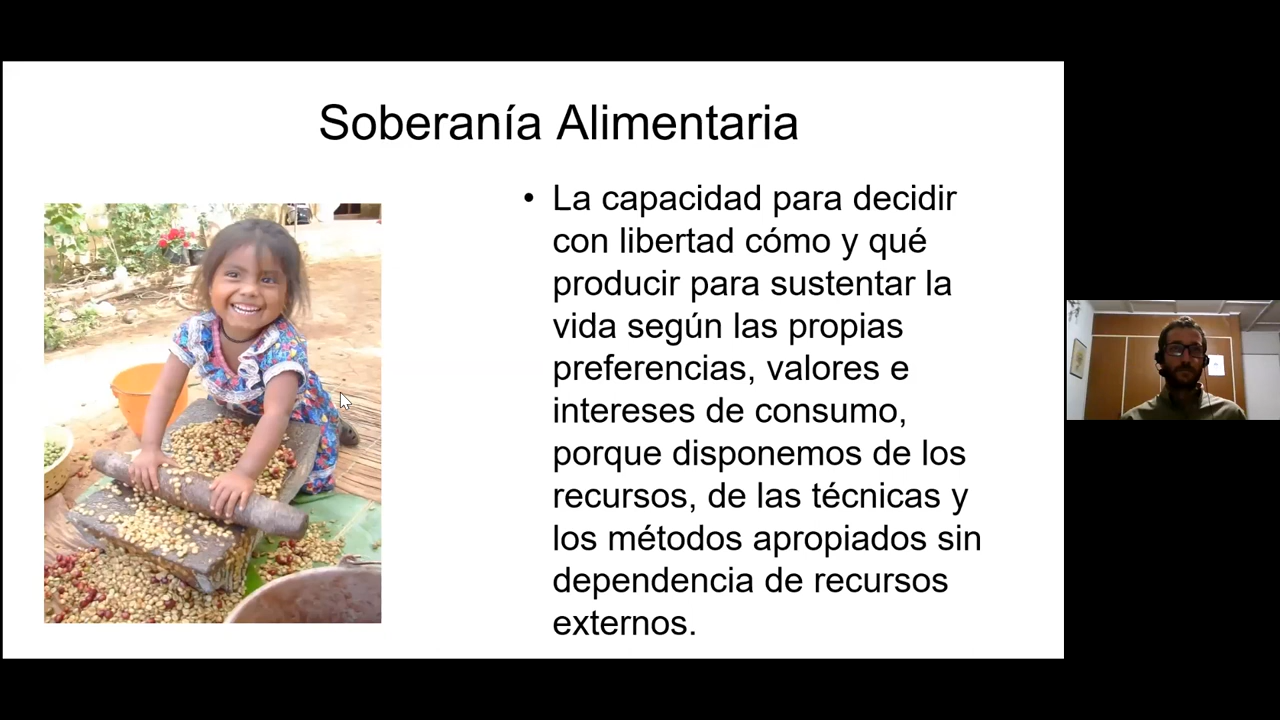 Soberanía Alimentaria
• La capacidad para decidir
con libertad cómo y qué
producir para sustentar la
vida según las propias
preferencias, valores e
intereses de consumo,
porque disponemos de los
recursos, de las técnicas y
los métodos apropiados sin
dependencia de recursos
externos.